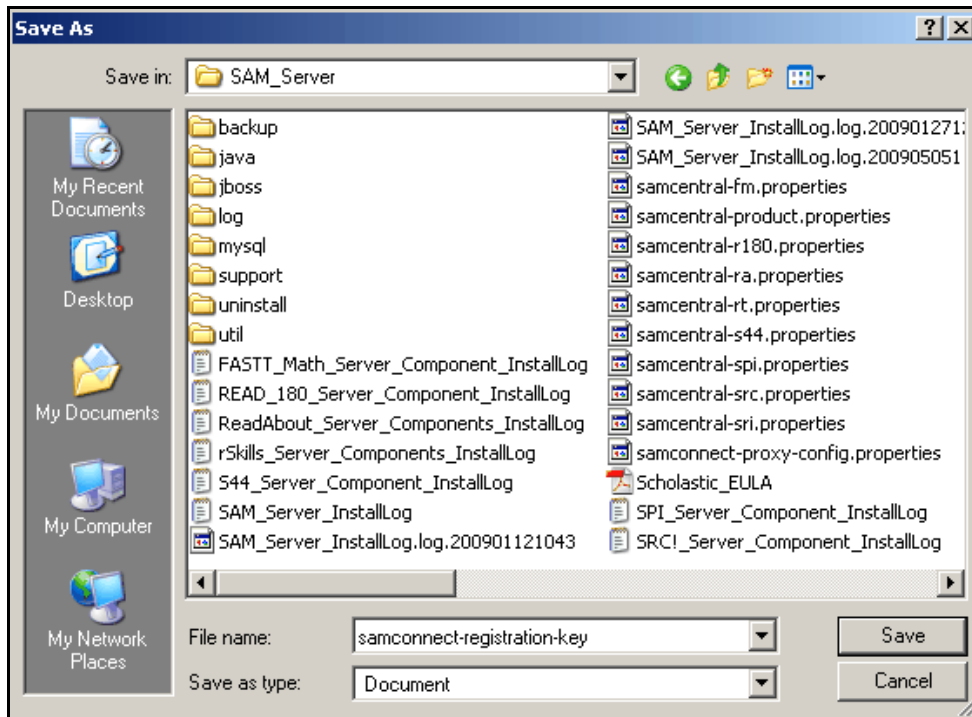 Save As
Save in:
SAM_Server
My Recent
Documents
Desktop
My Documents
My Computer
My Network
Places
backup
java
jboss
log
mysql
support
uninstall
util
FASTT_Math_Server_Component_InstallLog
READ_180_Server_Component_InstallLog
ReadAbout_Server_Components_InstallLog
rSkills_Server_Components_InstallLog
S44_Server_Component_InstallLog
SAM_Server_InstallLog
SAM_Server_InstallLog.log.200901121043
SAM_Server_InstallLog.log.2009012712
SAM_Server_InstallLog.log.200905051
samcentral-fm.properties
samcentral-product.properties
samcentral-r180.properties
samcentral-ra.properties
samcentral-rt.properties
samcentral-s44.properties
samcentral-spi.properties
samcentral-src.properties
samcentral-sri.properties
samconnect-proxy-config.properties
Scholastic_EULA
SPI_Server_Component_InstallLog
SRC!_Server_Component_InstallLog
File name:
samconnect-registration-key
Save
Save as type:
Document
Cancel